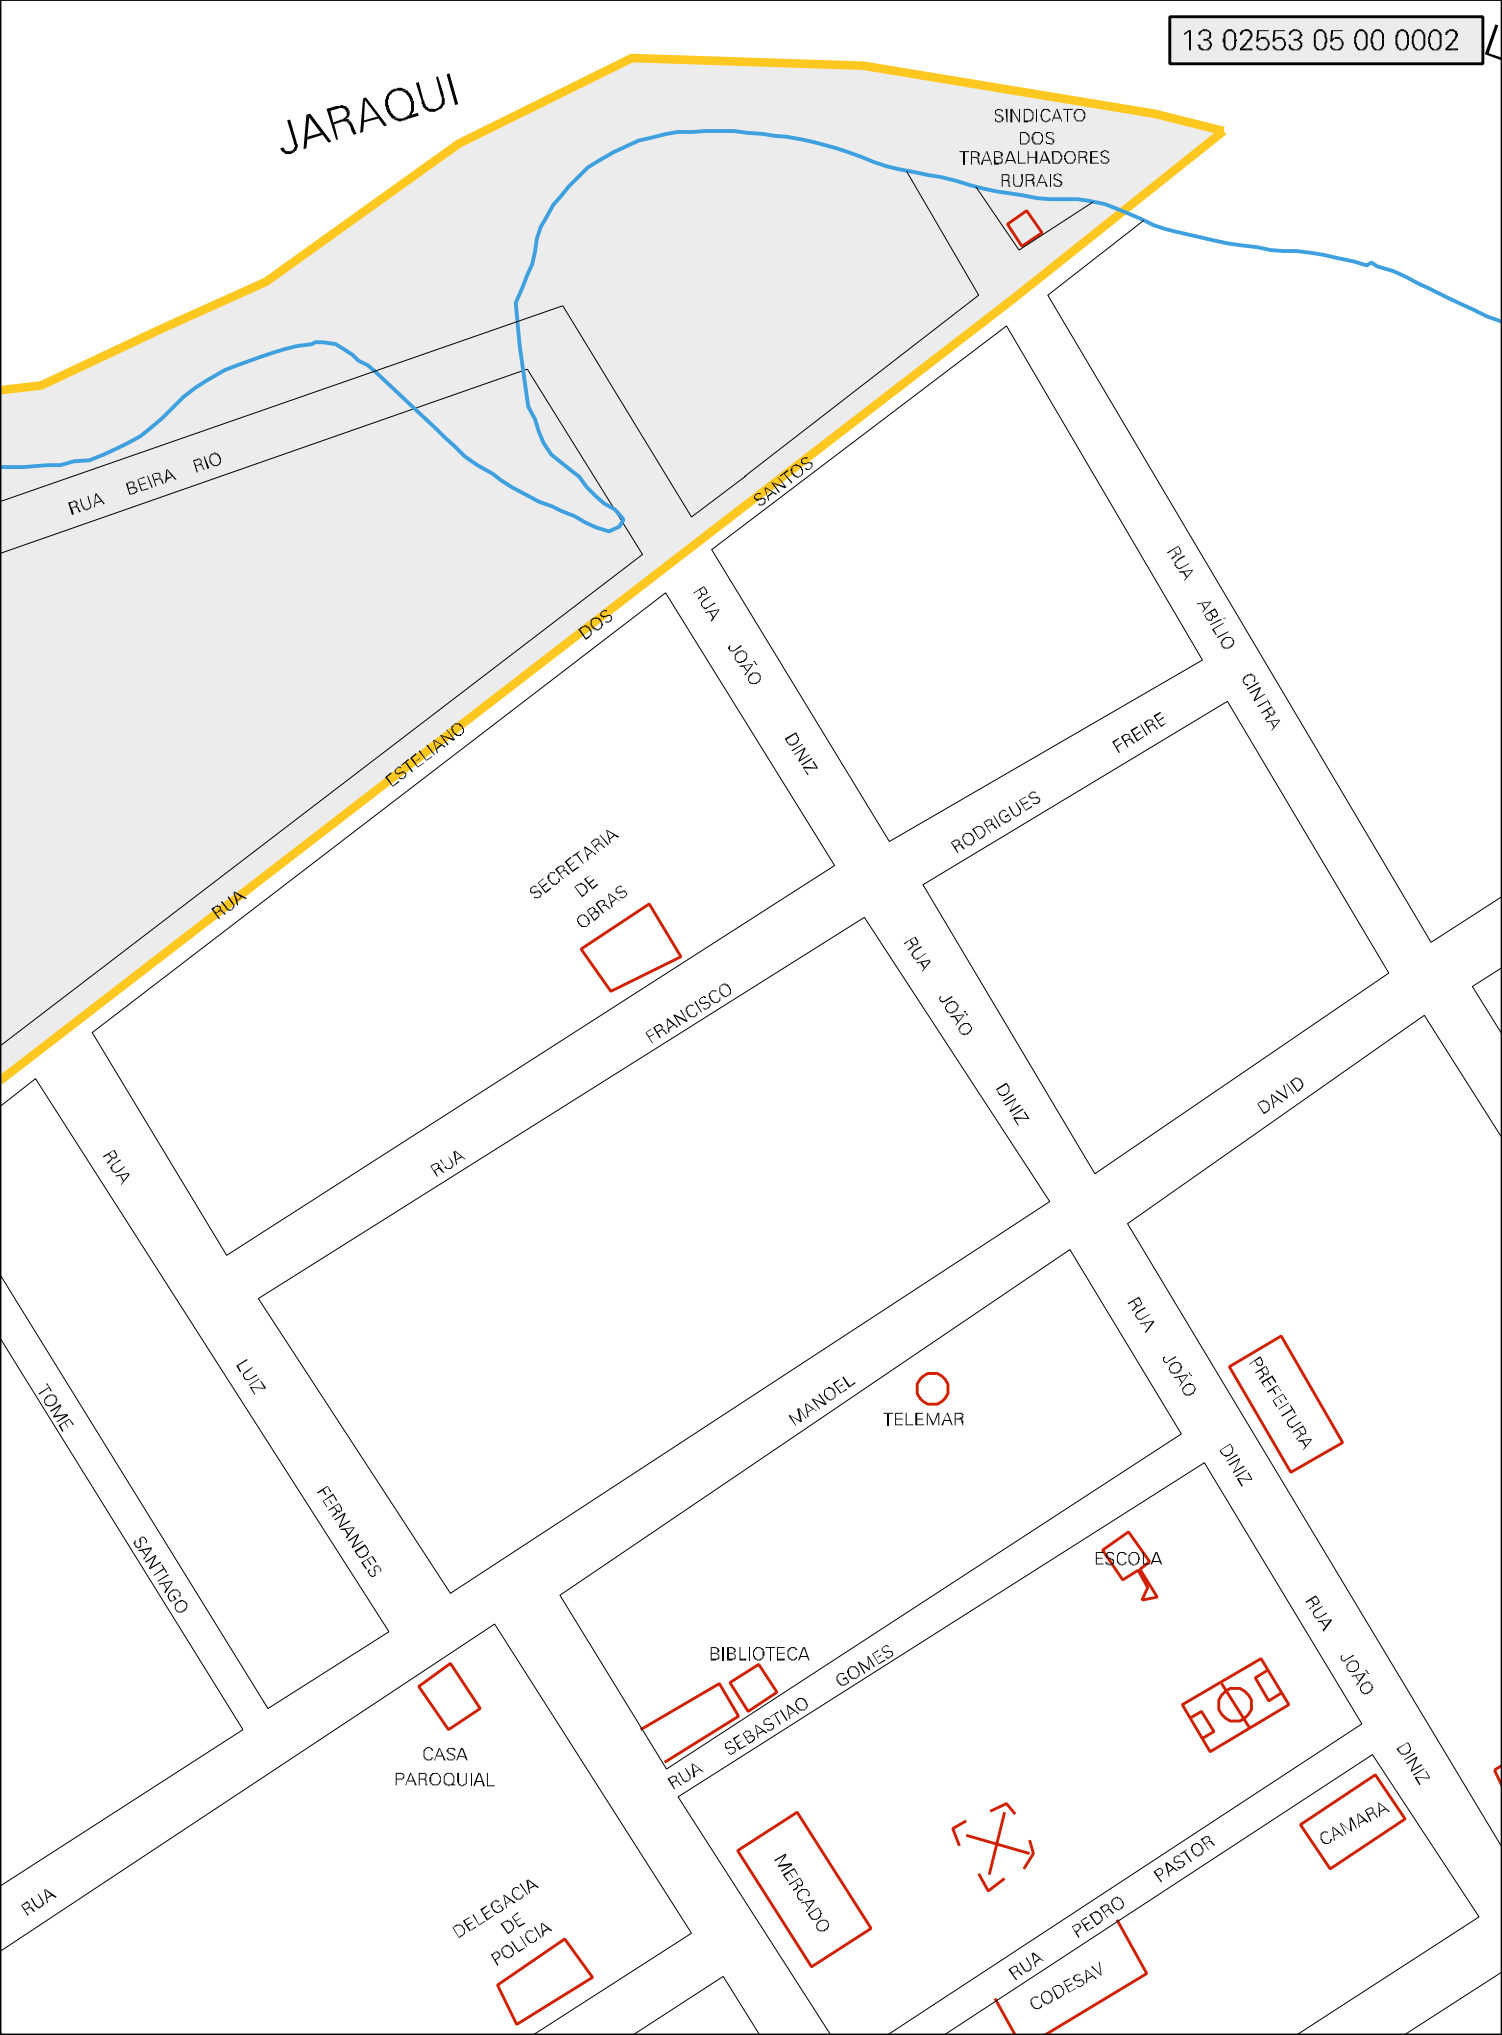 13 02553 05 00 0002
JARAQUI
SINDICATO
DOS
TRABALHADORES
RURAIS
RUA BEIRA RIO
RUA ESTELIANO DOS SANTOS
RUA JOÃO DINIZ
RUA ABÍLIO CINTRA
RUA FRANCISCO RODRIGUES FREIRE
SECRETARIA
DE
OBRAS
RUA JOÃO DINIZ
RUA MANOEL DAVID
RUA LUIZ FERNANDES
TOME SANTIAGO
RUA JOÃO DINIZ
PREFEITURA
TELEMAR
ESCOLA
BIBLIOTECA
RUA SEBASTIAO GOMES
RUA JOÃO DINIZ
CASA
PAROQUIAL
MERCADO
CAMARA
RUA PEDRO PASTOR
DELEGACIA
DE
POLICIA
CODESAV